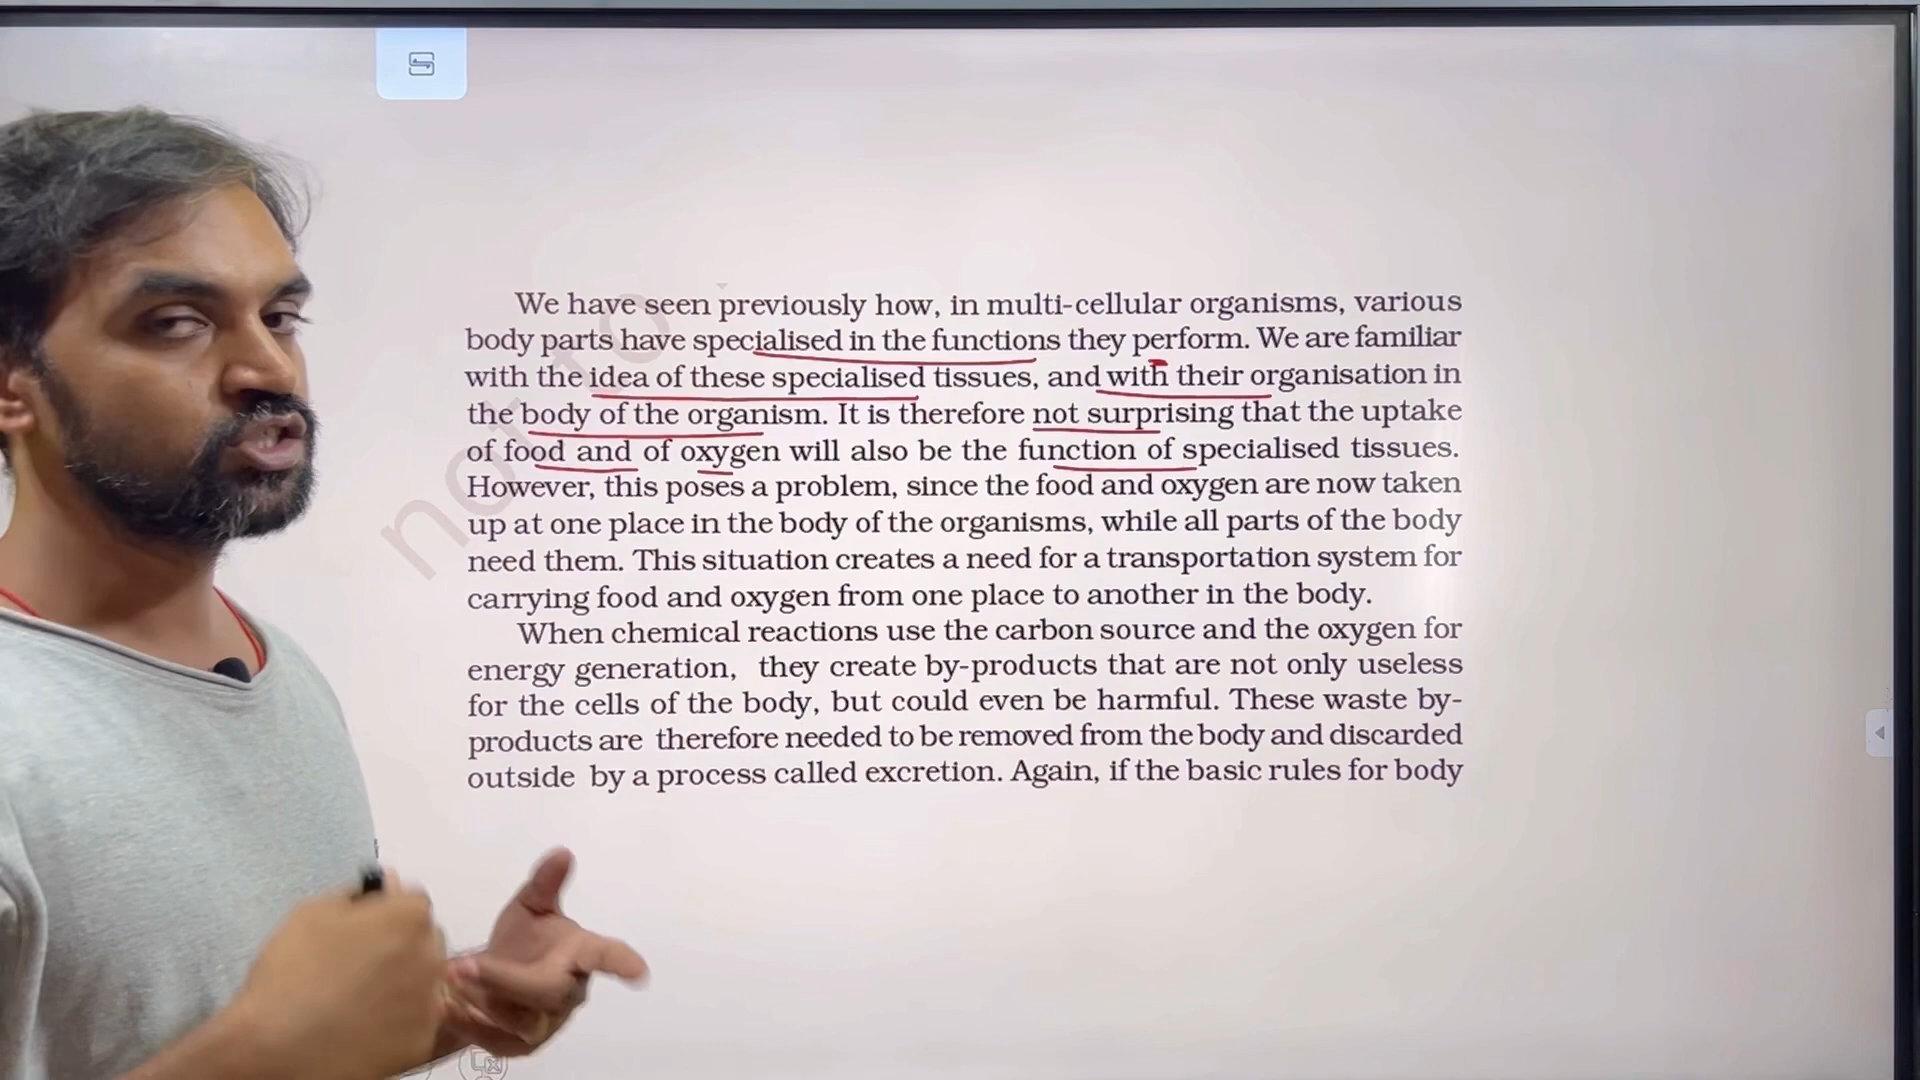 We have seen previously how, in multi-cellular organisms, various
body parts have specialised in the functions they perform. We are familiar
with the idea of these specialised tissues, and with their organisation in
the body of the organism. It is therefore not surprising that the uptake
of food and of oxygen will also be the function of specialised tissues.
However, this poses a problem, since the food and oxygen are now taken
up at one place in the body of the organisms, while all parts of the body
need them. This situation creates a need for a transportation system for
carrying food and oxygen from one place to another in the body.
When chemical reactions use the carbon source and the oxygen for
energy generation, they create by-products that are not only useless
for the cells of the body, but could even be harmful. These waste by-
products are therefore needed to be removed from the body and discarded
outside by a process called excretion. Again, if the basic rules for body
not to